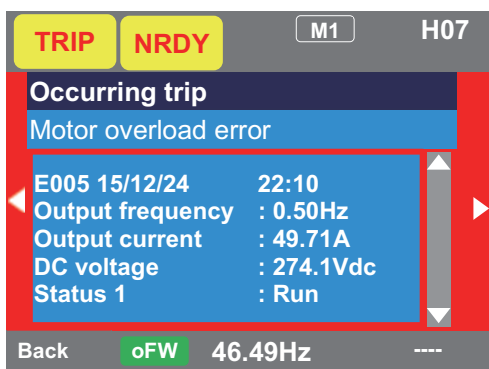 TRIP NRDY M1 H07
Occurring trip
Motor overload error
E005 15/12/24 22:10
Output frequency : 0.50Hz
Output current : 49.71A
DC voltage : 274.1Vdc
Status 1 : Run
Back oFW 46.49Hz ----